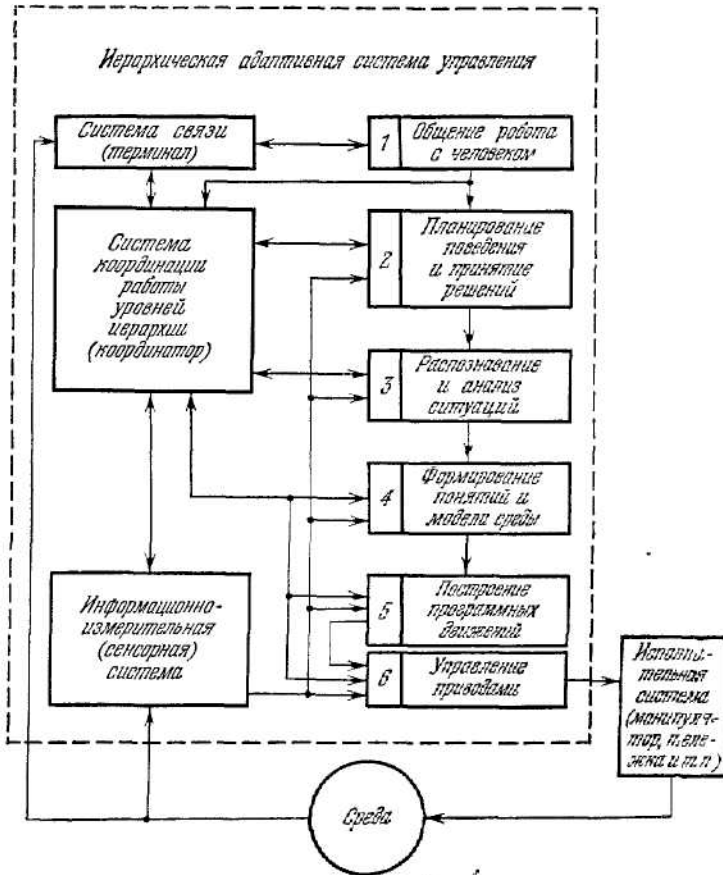 Иерархическая адаптивная система управления
Система связи
(терминал)
1
Общение робота
с человеком
Система
координации
работы
уровней
иерархии
(координатор)
2
Планирование
поведения
и принятие
решений
3
Распознавание
и анализ
ситуаций
4
Формирование
понятий и
модели среды
Информационно-
измерительная
(сенсорная)
система
5
Построение
программных
движений
6
Управление
приводами
Исполни-
тельная
система
(манипуля-
тор, теле-
жка и т.п)
Среда